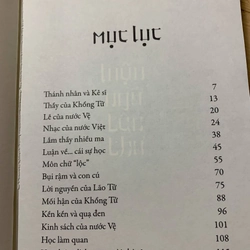 Mục lục
Thánh nhân và Kẻ sĩ 7
Thầy của Khổng Tử 13
Lễ của nước Vệ 20
Nhạc của nước Việt 24
Lắm thầy nhiều ma 38
Luận về... cái sự học 45
Môn chữ “lộc” 55
Bụi rậm và con củ 70
Lời nguyền của Lão Tử 75
Mối hận của Khổng Tử 88
Kền kền và quạ đen 96
Kinh sách của nước Vệ 101
Học làm quan 108